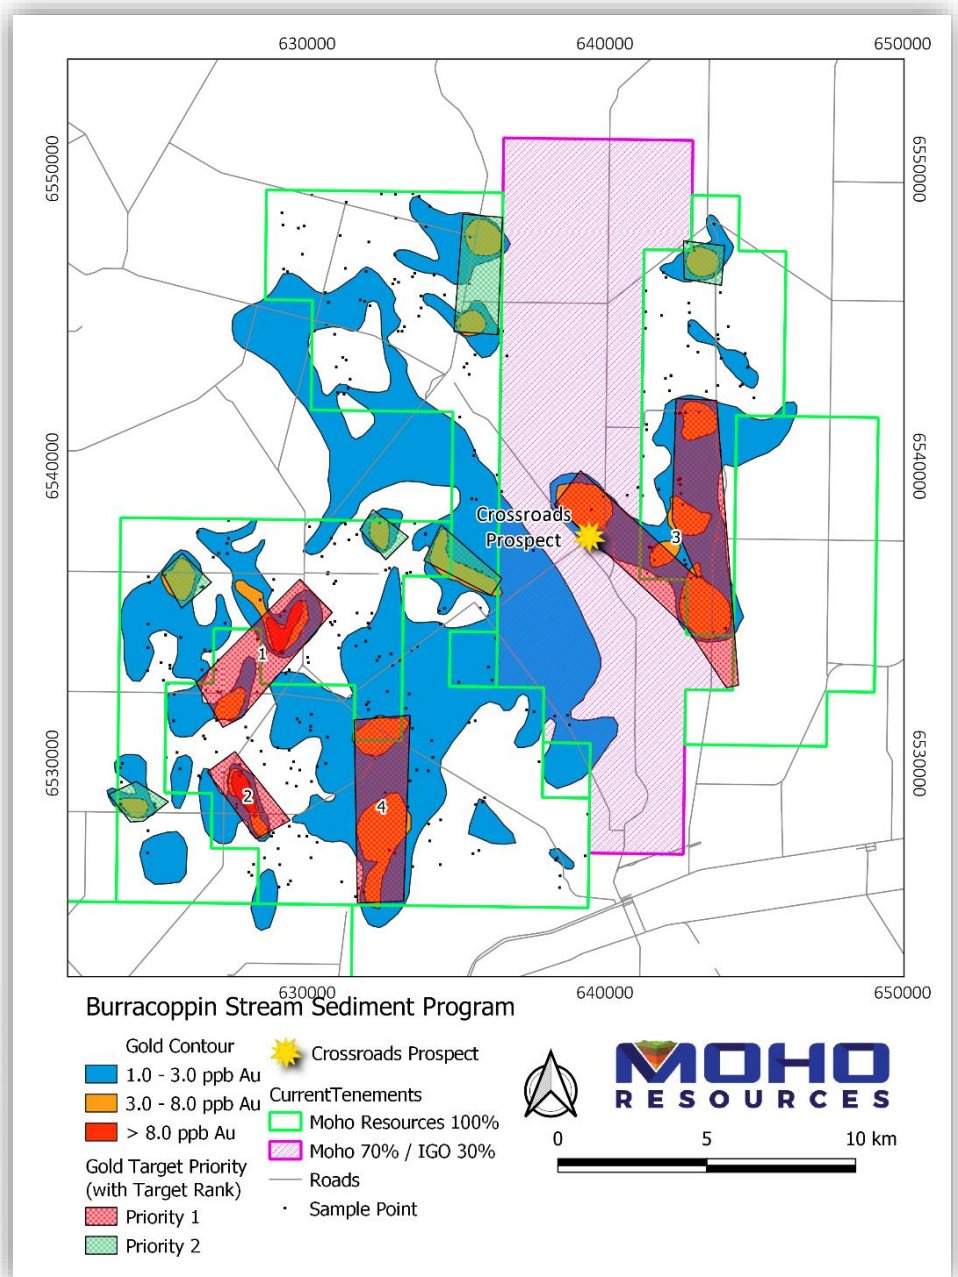 630000
640000
650000
6550000
6550000
6540000
6540000
Crossroads
Prospect
3
1
2
4
6530000
6530000
630000
640000
650000
Burracoppin Stream Sediment Program
Gold Contour
1.0 - 3.0 ppb Au
3.0 - 8.0 ppb Au
> 8.0 ppb Au
Gold Target Priority
(with Target Rank)
Priority 1
Priority 2
Crossroads Prospect
CurrentTenements
Moho Resources 100%
Moho 70% / IGO 30%
Roads
Sample Point
MOHO
RESOURCES
0
5
10 km